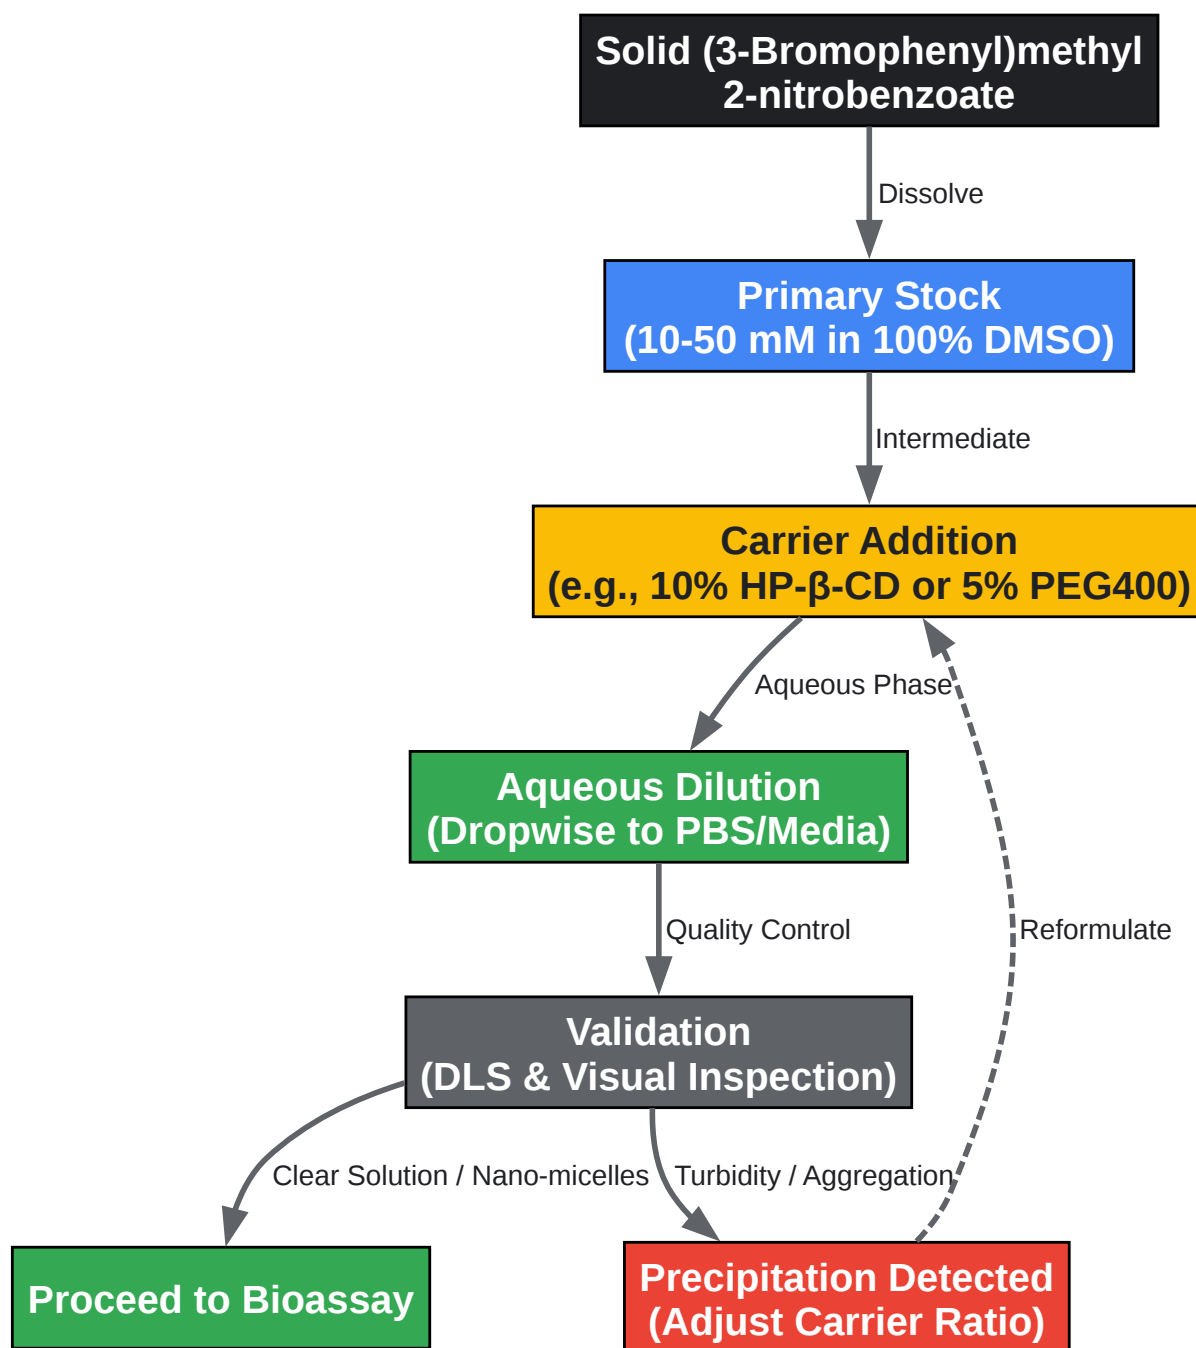 Solid (3-Bromophenyl)methyl
2-nitrobenzoate
Dissolve
Primary Stock
(10-50 mM in 100% DMSO)
Intermediate
Carrier Addition
(e.g., 10% HP-β-CD or 5% PEG400)
Aqueous Phase
Aqueous Dilution
(Dropwise to PBS/Media)
Quality Control
Reformulate
Validation
(DLS & Visual Inspection)
Clear Solution / Nano-micelles
Turbidity / Aggregation
Proceed to Bioassay
Precipitation Detected
(Adjust Carrier Ratio)